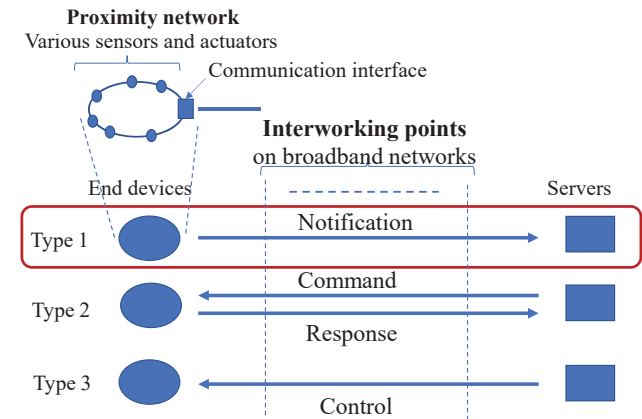 Proximity network
Various sensors and actuators
Communication interface
Interworking points
on broadband networks
End devices
Servers
Type 1
Notification
Command
Type 2
Response
Type 3
Control